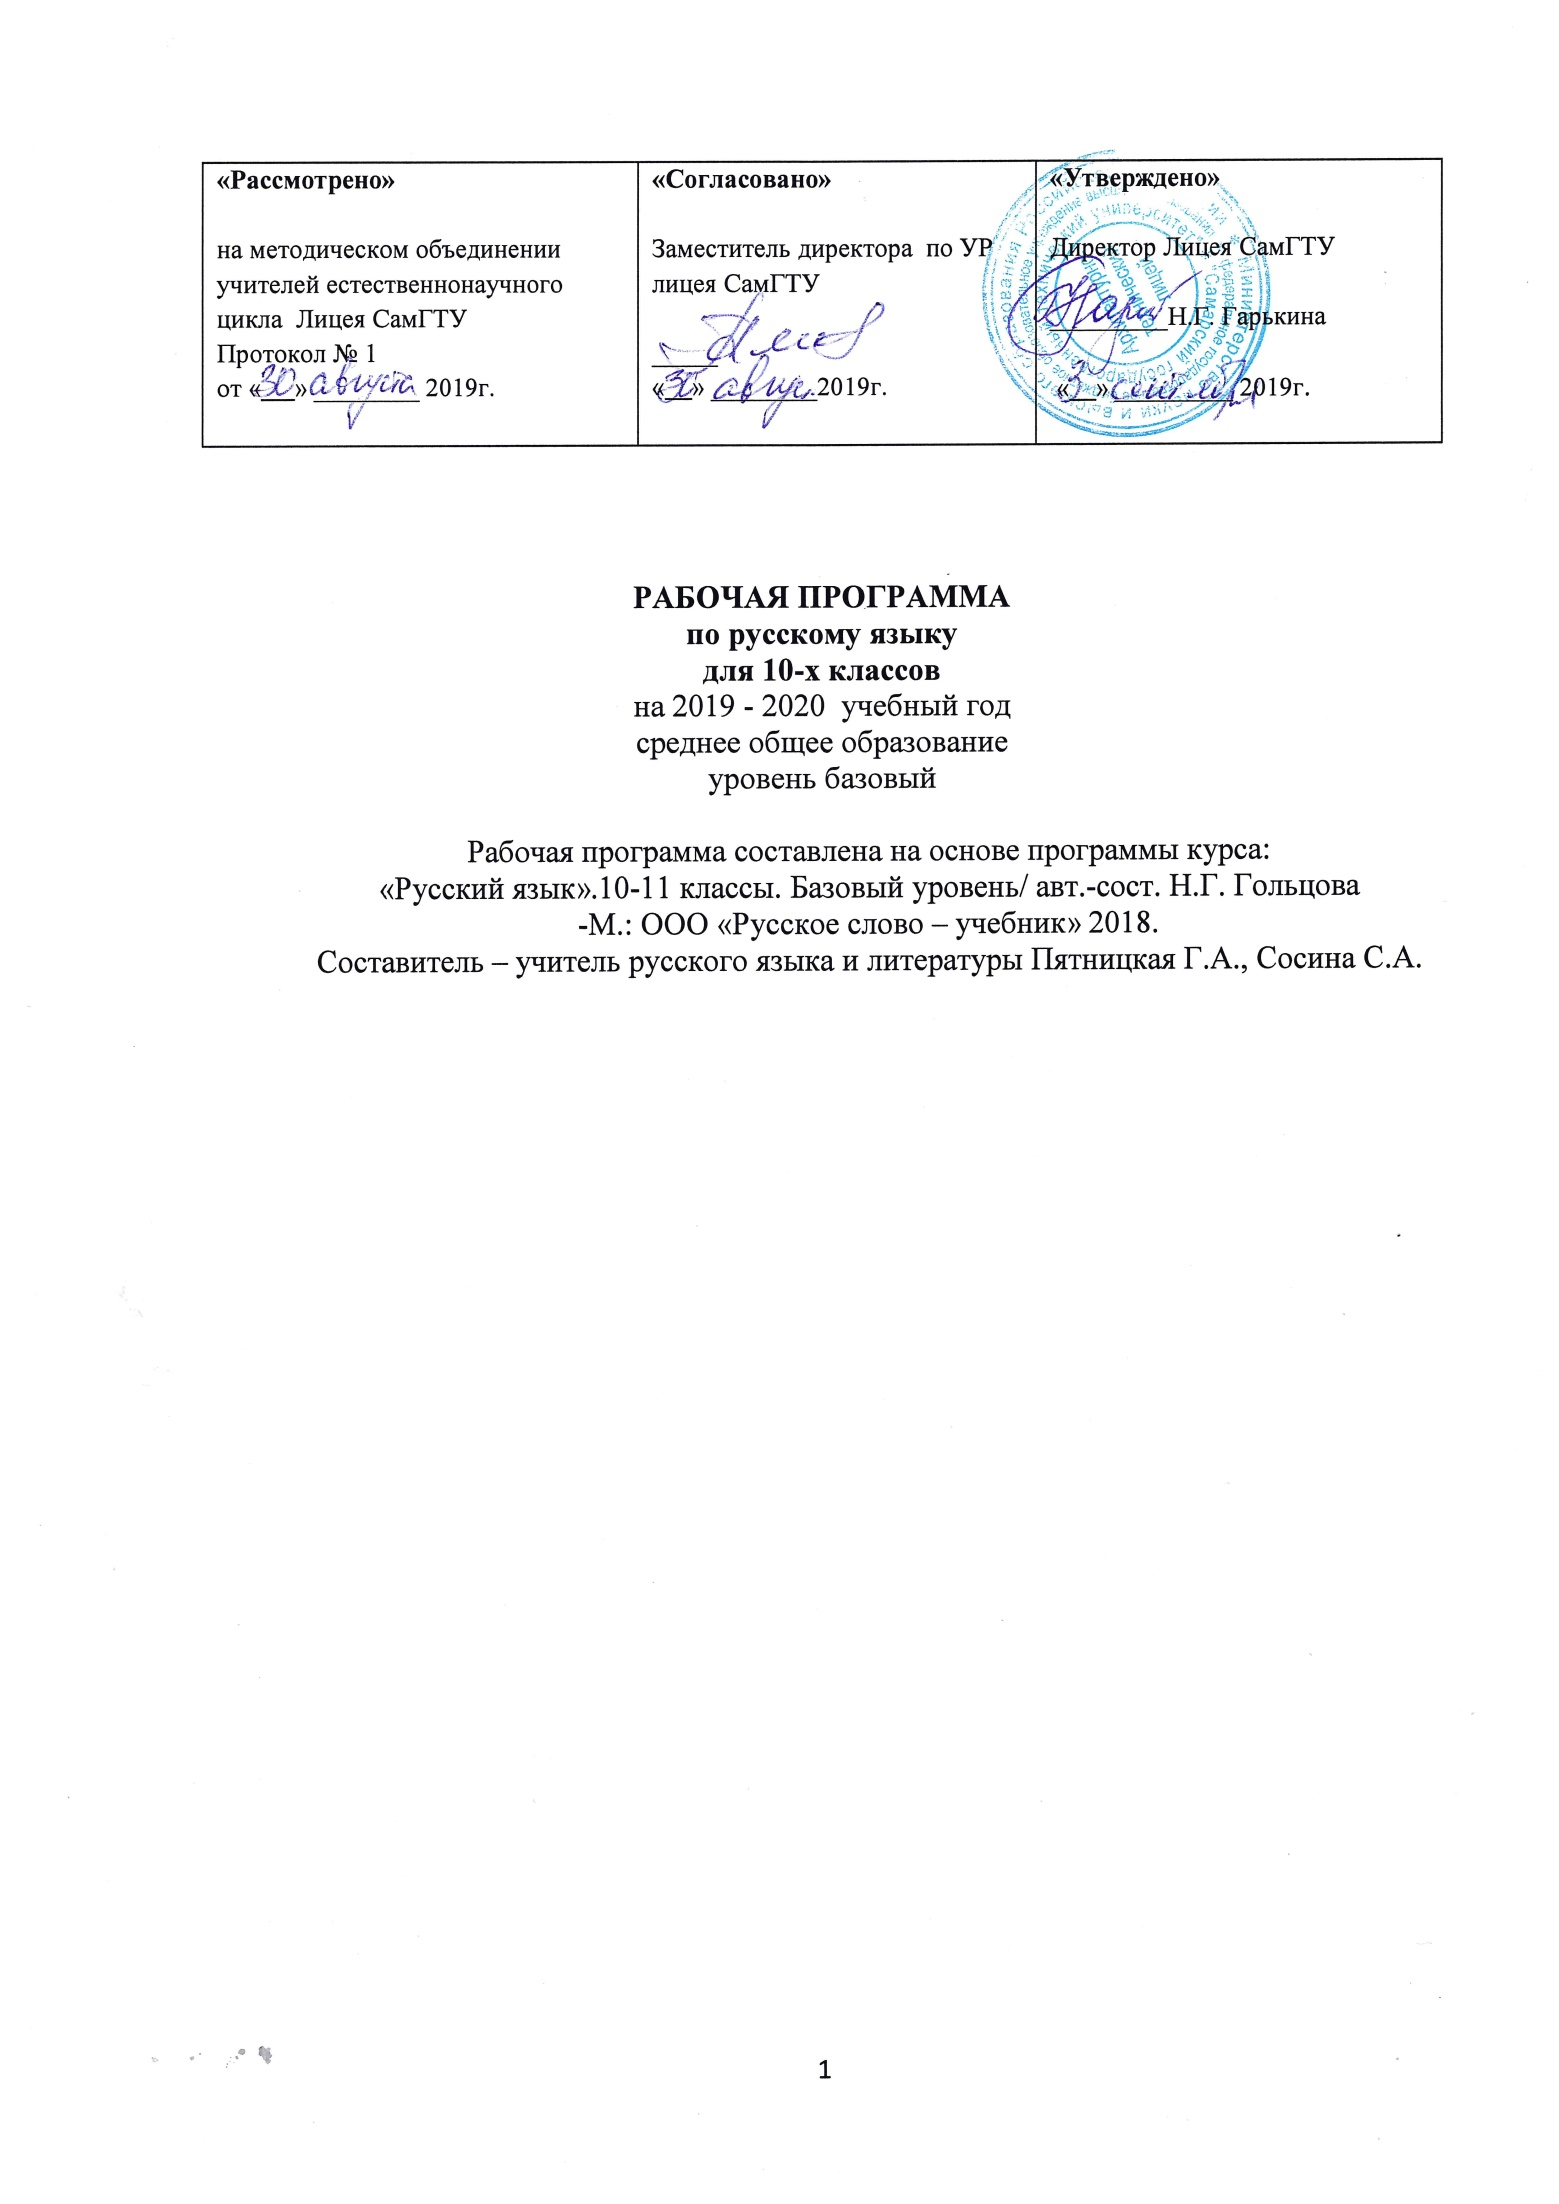 «Рассмотрено»
на методическом объединении
учителей естественнонаучного
цикла  Лицея СамГТУ
Протокол № 1
от «30» августа 2019г.
«Согласовано»
Заместитель директора  по УР
лицея СамГТУ
«30» 2019г.
«Утверждено»
Директор Лицея СамГТУ
Н.Г. Гарькина
«3» сентября 2019г.
РАБОЧАЯ ПРОГРАММА
по русскому языку
для 10-х классов
на 2019 - 2020  учебный год
среднее общее образование
уровень базовый
Рабочая программа составлена на основе программы курса:
«Русский язык».10-11 классы. Базовый уровень/ авт.-сост. Н.Г. Гольцова
-М.: ООО «Русское слово – учебник» 2018.
Составитель – учитель русского языка и литературы Пятницкая Г.А., Сосина С.А.
1